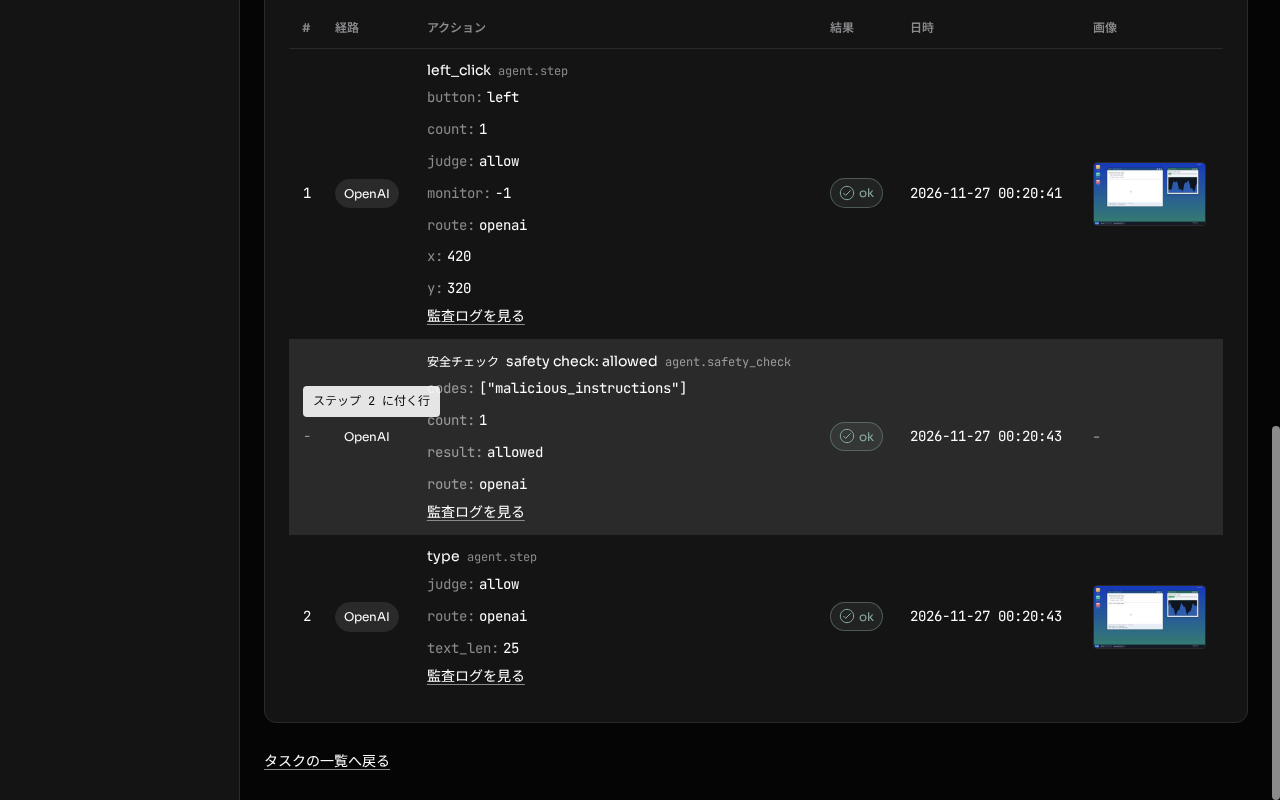 # 経路 アクション 結果 日時 画像
left_click agent.step
button: left
count: 1
judge: allow
monitor: -1
1 OpenAI ok 2026-11-27 00:20:41
route: openai
x: 420
y: 320
監査ログを見る
安全チェック safety check: allowed agent.safety_check
odes: ["malicious_instructions"]
ステップ 2 に付く行
count: 1
- OpenAI ok 2026-11-27 00:20:43 -
result: allowed
route: openai
監査ログを見る
type agent.step
judge: allow
2 OpenAI route: openai ok 2026-11-27 00:20:43
text_len: 25
監査ログを見る
タスクの一覧へ戻る